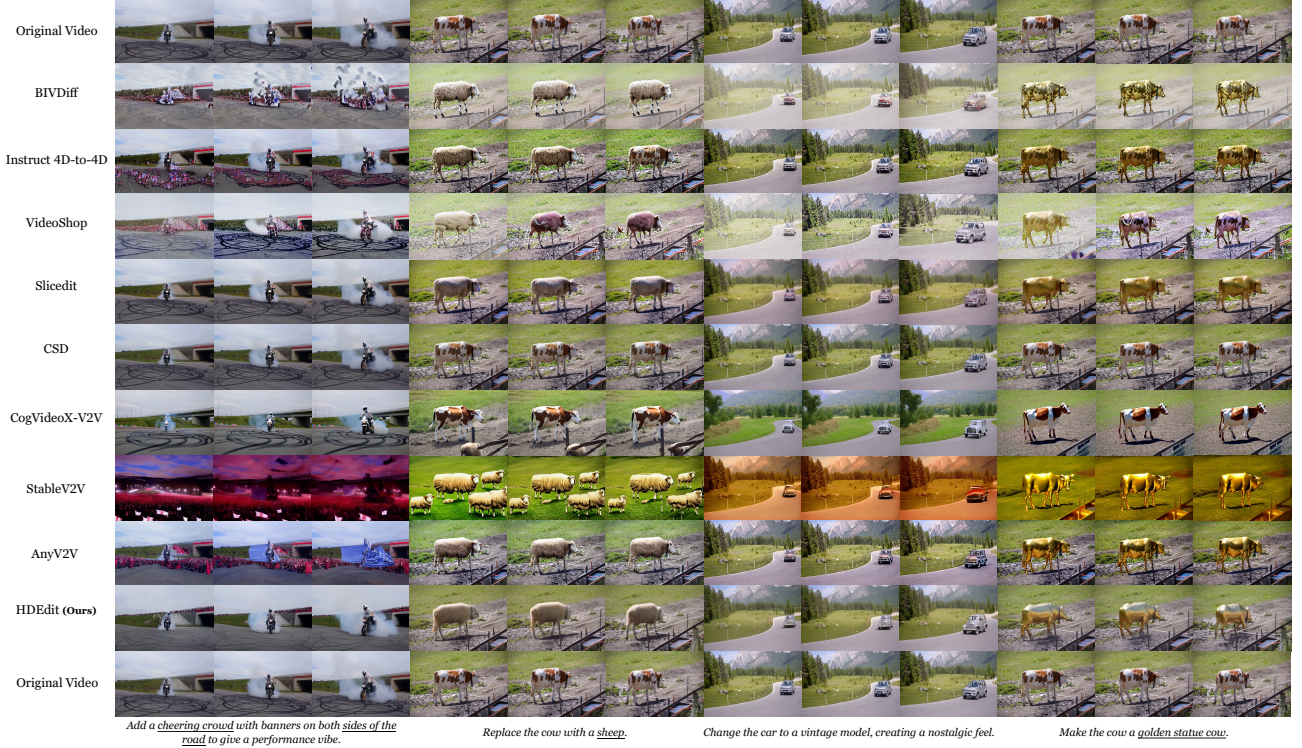 Original Video
BIVDiff
Instruct 4D-to-4D
VideoShop
Slicedit
CSD
CogVideoX-V2V
StableV2V
AnyV2V
HDEdit (Ours)
Original Video
Add a cheering crowd with banners on both sides of the
road to give a performance vibe.
Replace the cow with a sheep.
Change the car to a vintage model, creating a nostalgic feel.
Make the cow a golden statue cow.